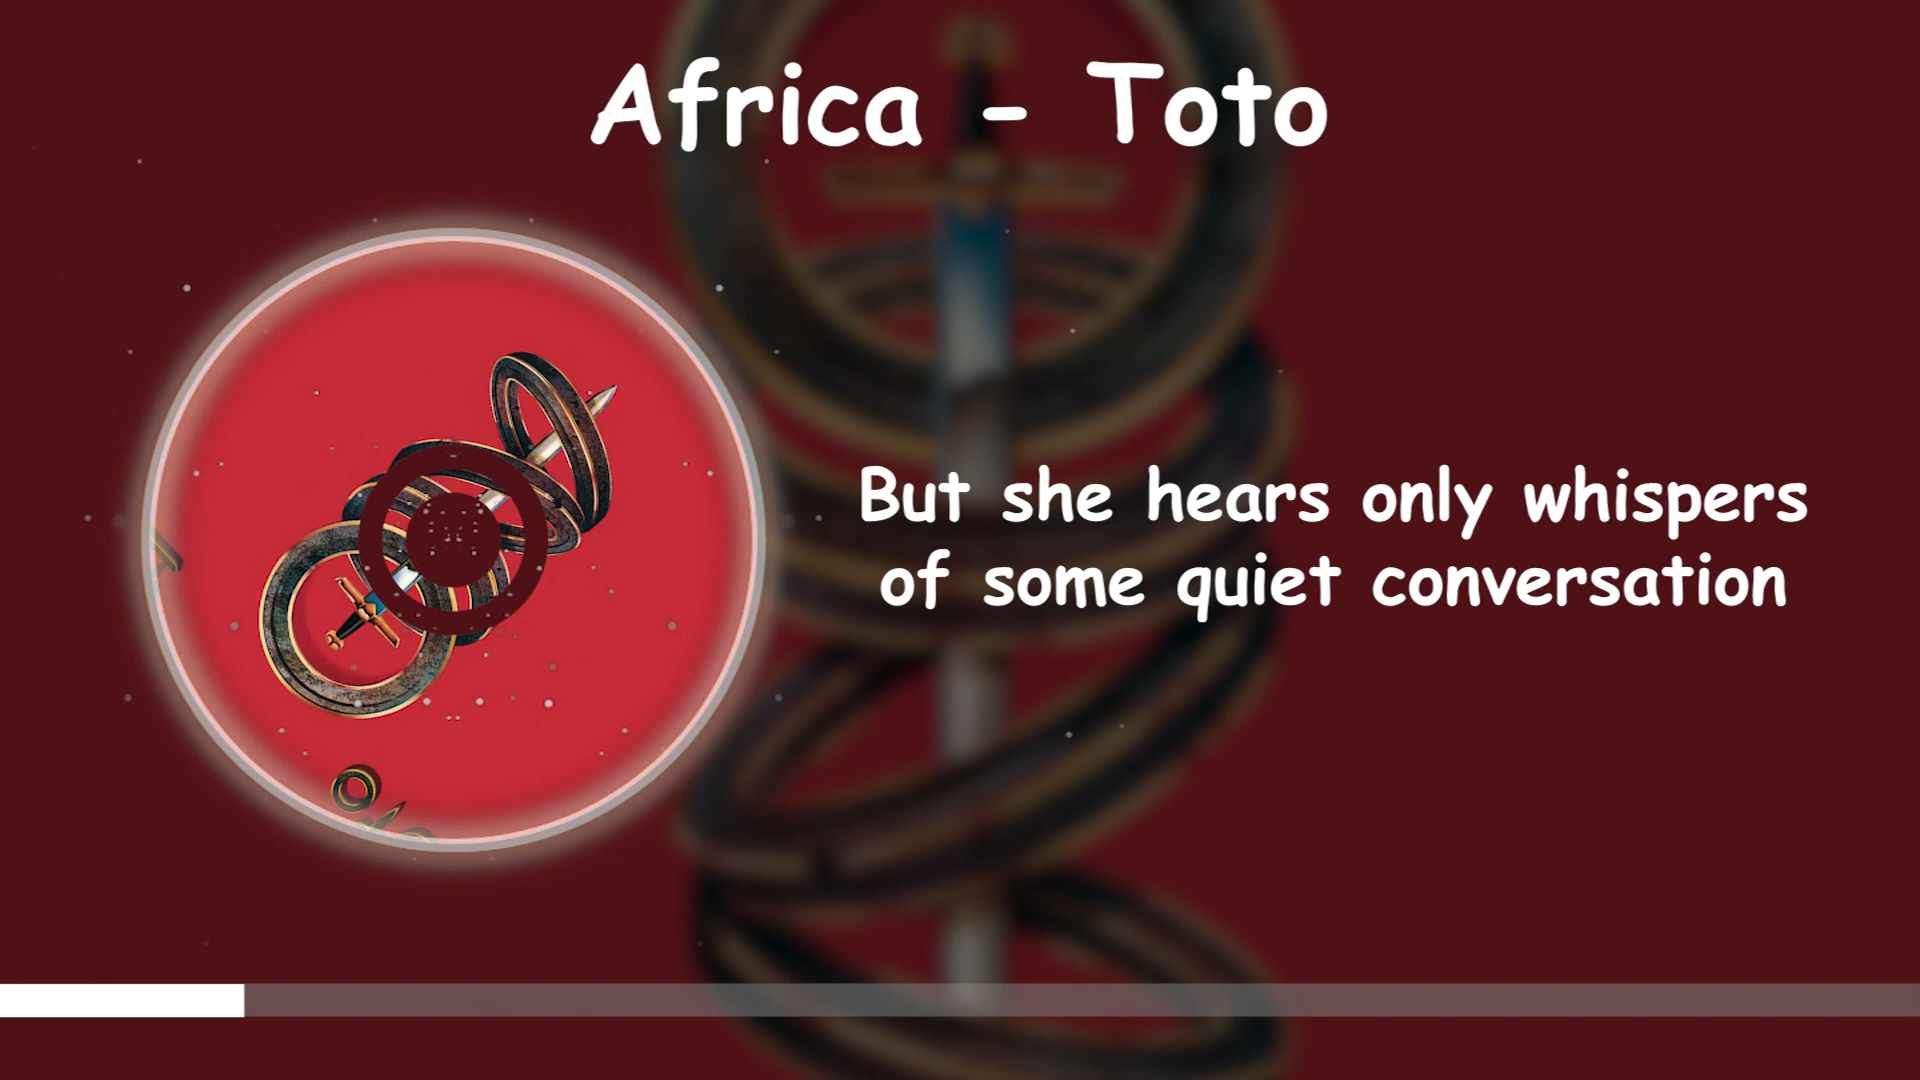 Africa - Toto
But she hears only whispers
of some quiet conversation